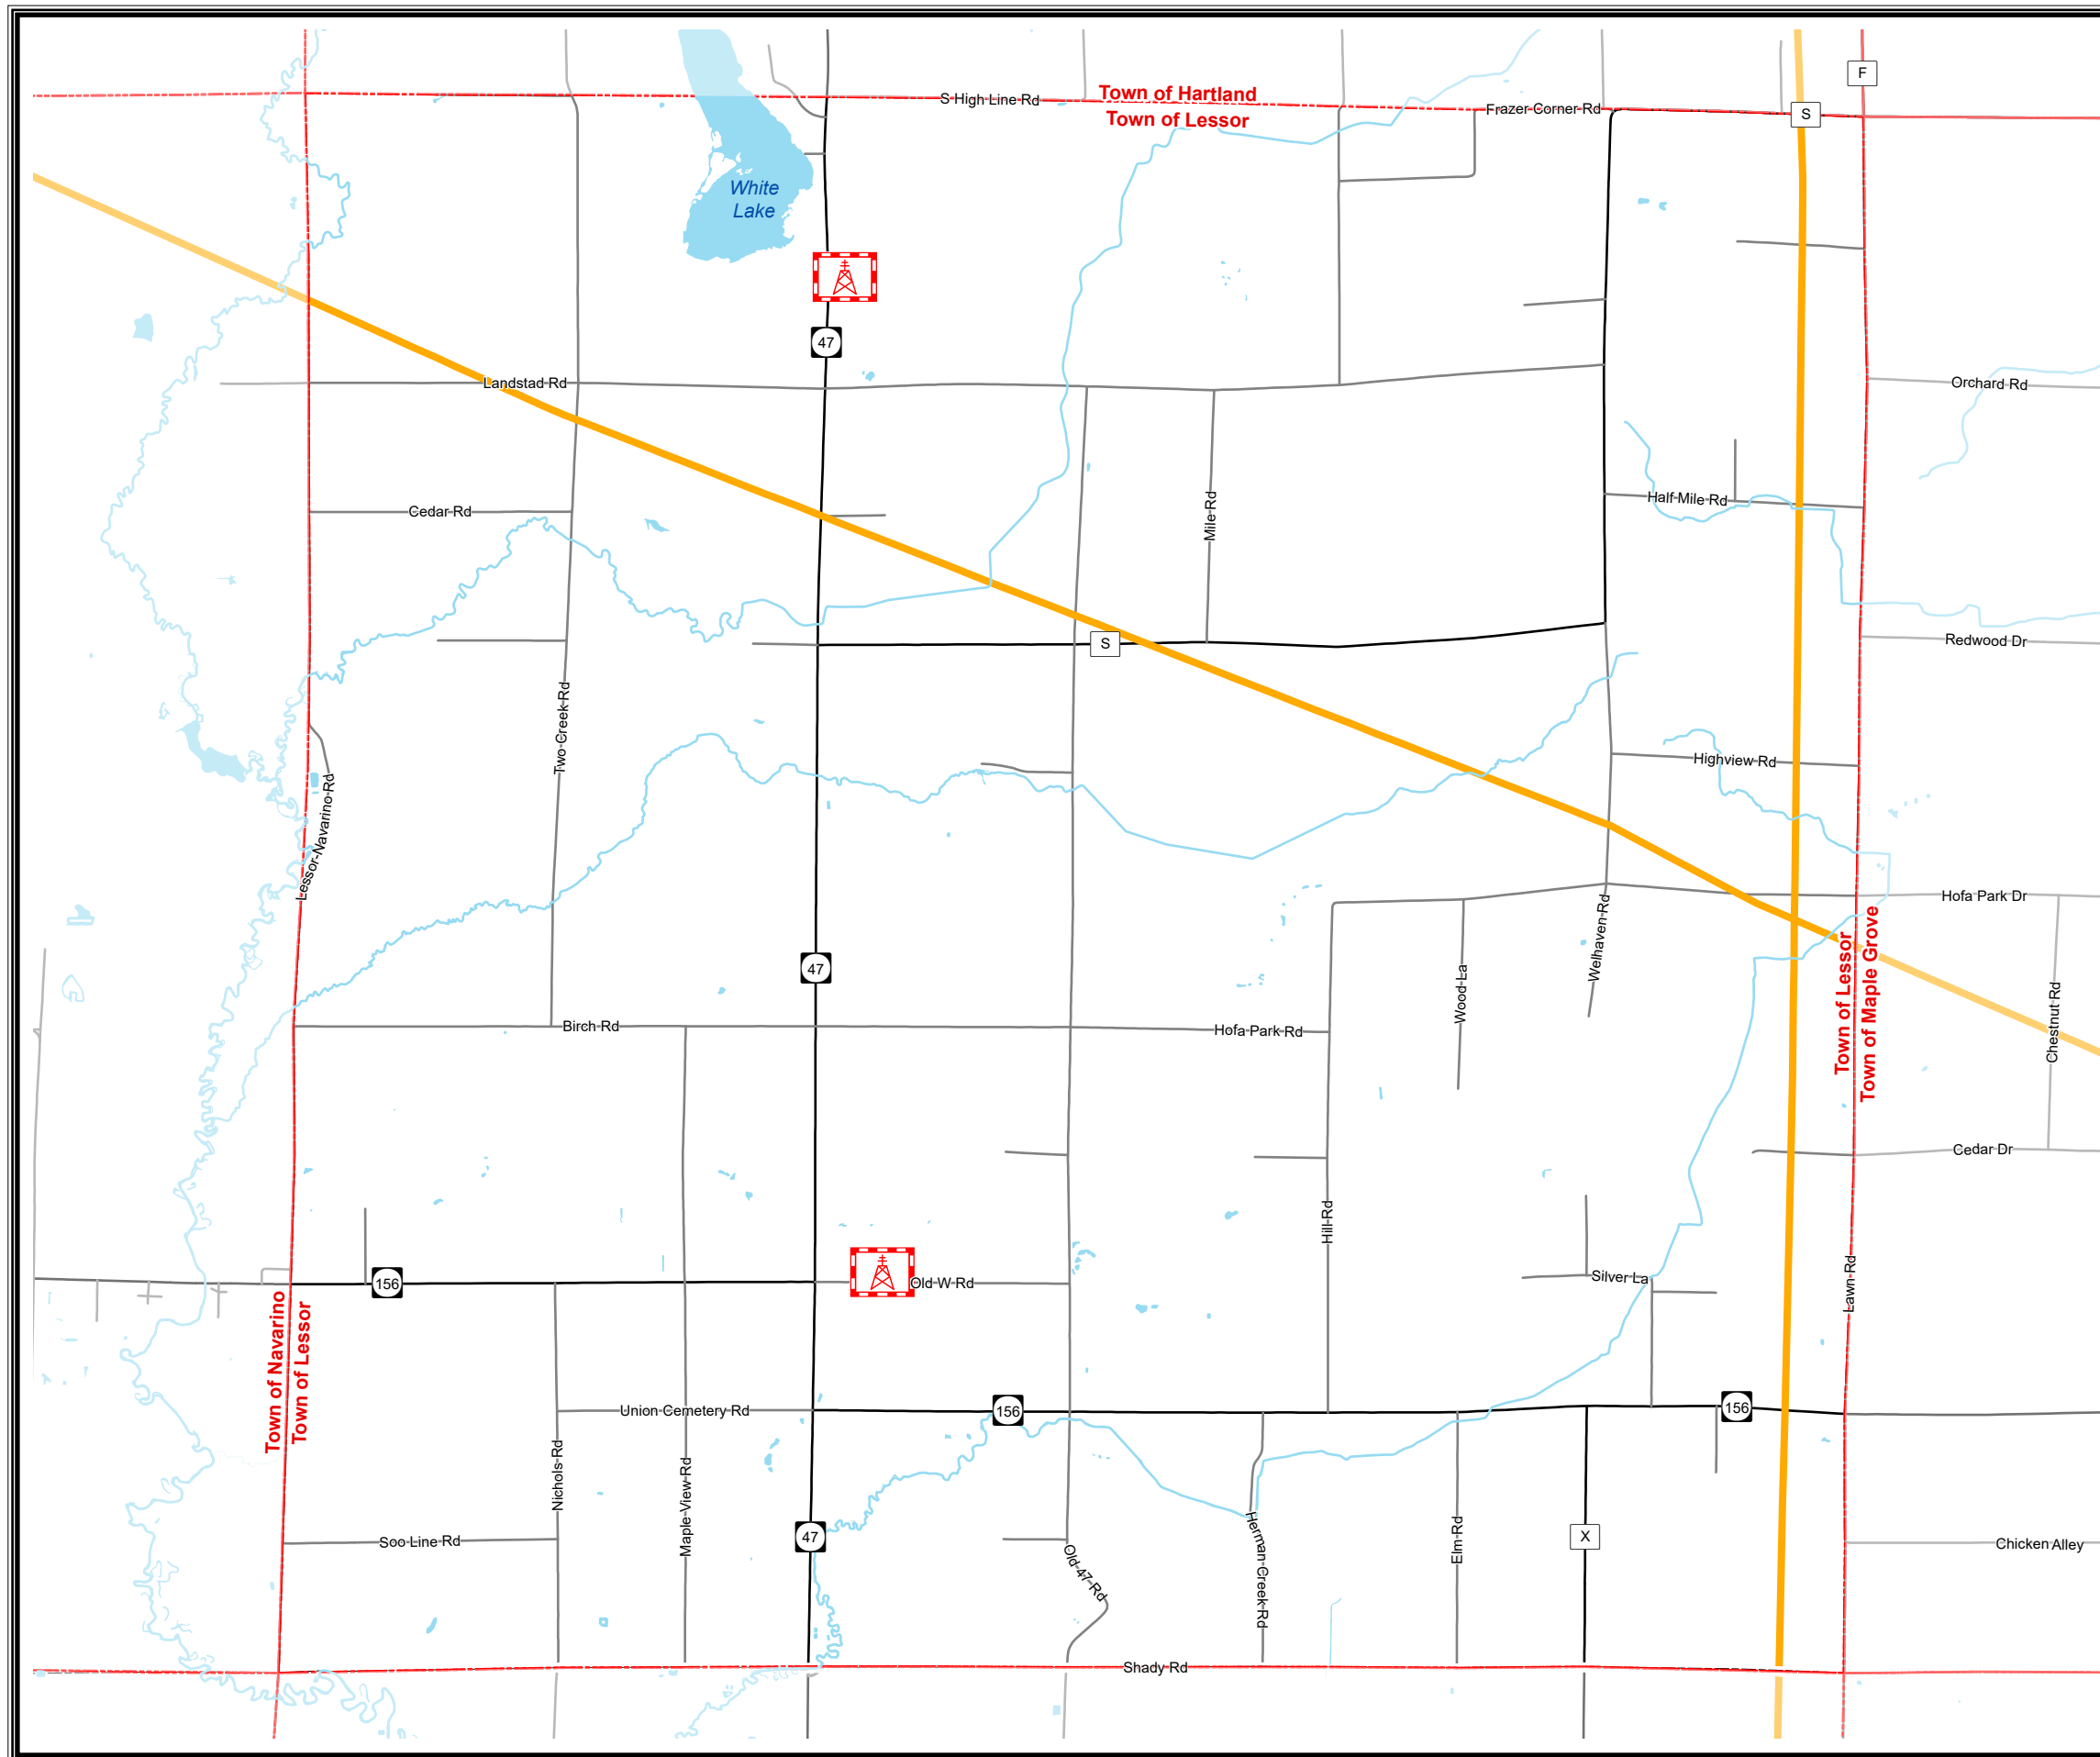 F
S High Line Rd
Town of Hartland
Town of Lessor
Frazer Corner Rd
S
White
Lake
47
Landstad Rd
Orchard Rd
Cedar Rd
Mile Rd
Half Mile Rd
S
Redwood Dr
Two Creek Rd
Highview Rd
Lessor-Navarino Rd
Hofa Park Dr
Welhaven Rd
Town of Lessor
Town of Maple Grove
47
Wood La
Chestnut Rd
Birch Rd
Hofa Park Rd
Cedar Dr
Hill Rd
156
Old W Rd
Silver La
Lawn Rd
Town of Navarino
Town of Lessor
Union Cemetery Rd
156
156
Nichols Rd
Maple View Rd
47
Soo Line Rd
Old 47 Rd
Herman Creek Rd
Elm Rd
X
Chicken Alley
Shady Rd